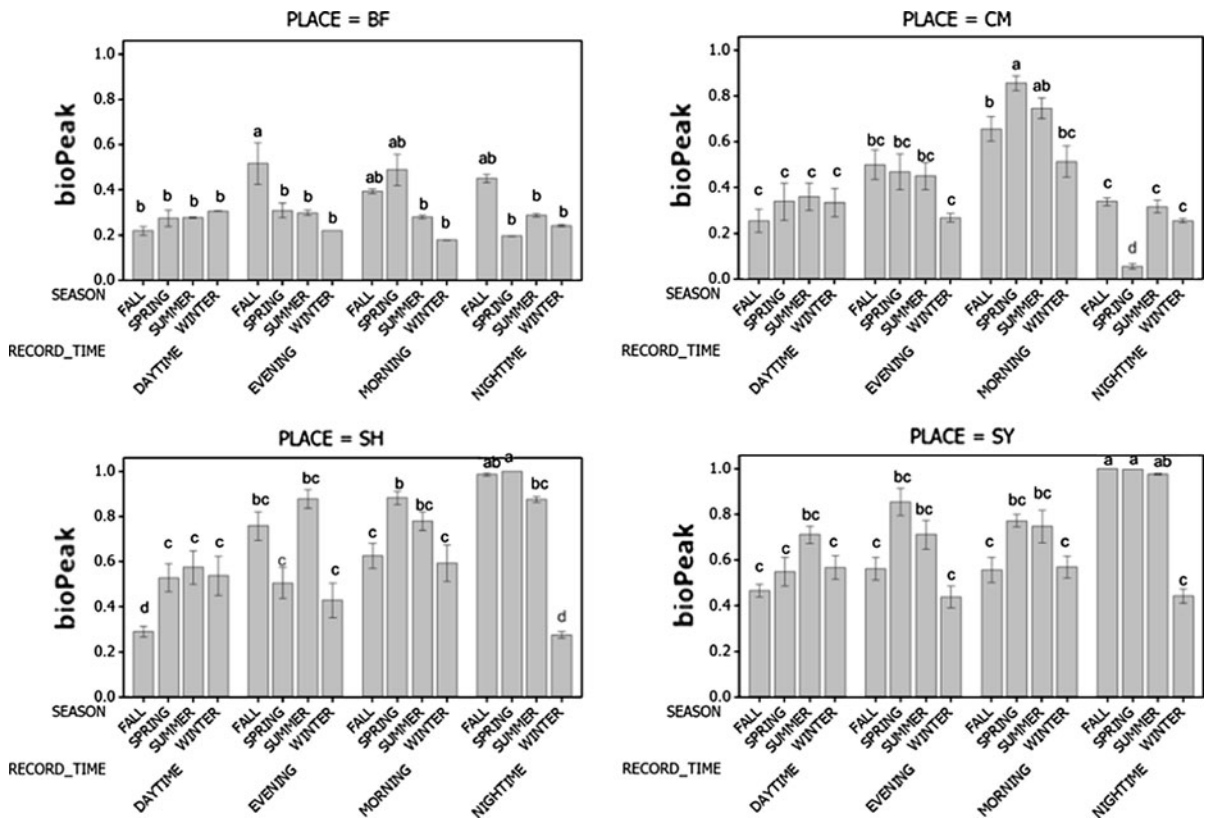 PLACE = BF
1.0
0.8
0.6
0.4
0.2
0.0
bioPeak
b b b b a b b b ab ab b b ab b b b
SEASON
FALL SPRING SUMMER WINTER FALL SPRING SUMMER WINTER FALL SPRING SUMMER WINTER FALL SPRING SUMMER WINTER
RECORD_TIME
DAYTIME EVENING MORNING NIGHTIME
PLACE = CM
1.0
0.8
0.6
0.4
0.2
0.0
bioPeak
c c c c bc bc bc c b a ab bc c d c c
SEASON
FALL SPRING SUMMER WINTER FALL SPRING SUMMER WINTER FALL SPRING SUMMER WINTER FALL SPRING SUMMER WINTER
RECORD_TIME
DAYTIME EVENING MORNING NIGHTIME
PLACE = SH
1.0
0.8
0.6
0.4
0.2
0.0
bioPeak
d c c c bc c bc c c b bc c ab a bc d
SEASON
FALL SPRING SUMMER WINTER FALL SPRING SUMMER WINTER FALL SPRING SUMMER WINTER FALL SPRING SUMMER WINTER
RECORD_TIME
DAYTIME EVENING MORNING NIGHTIME
PLACE = SY
1.0
0.8
0.6
0.4
0.2
0.0
bioPeak
c c bc c c bc bc c c bc bc c a a ab c
SEASON
FALL SPRING SUMMER WINTER FALL SPRING SUMMER WINTER FALL SPRING SUMMER WINTER FALL SPRING SUMMER WINTER
RECORD_TIME
DAYTIME EVENING MORNING NIGHTIME